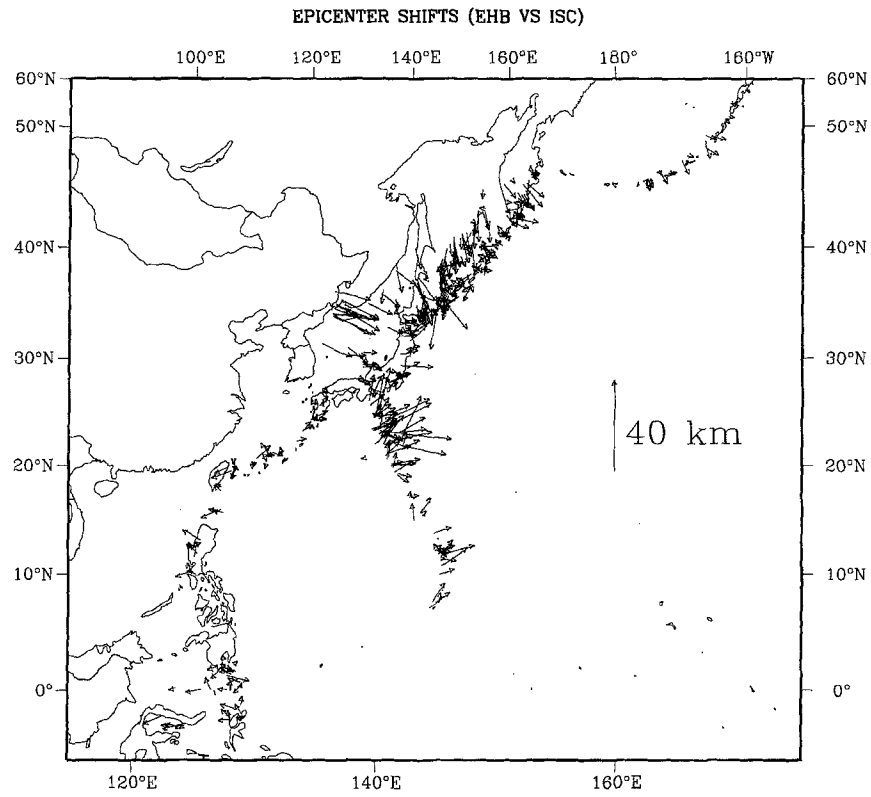 EPICENTER SHIFTS (EHB VS ISC)
100°E 120°E 140°E 160°E 180° 160°W
60°N 60°N
50°N 50°N
40°N 40°N
30°N 30°N
40 km
20°N 20°N
10°N 10°N
0° 0°
120°E 140°E 160°E